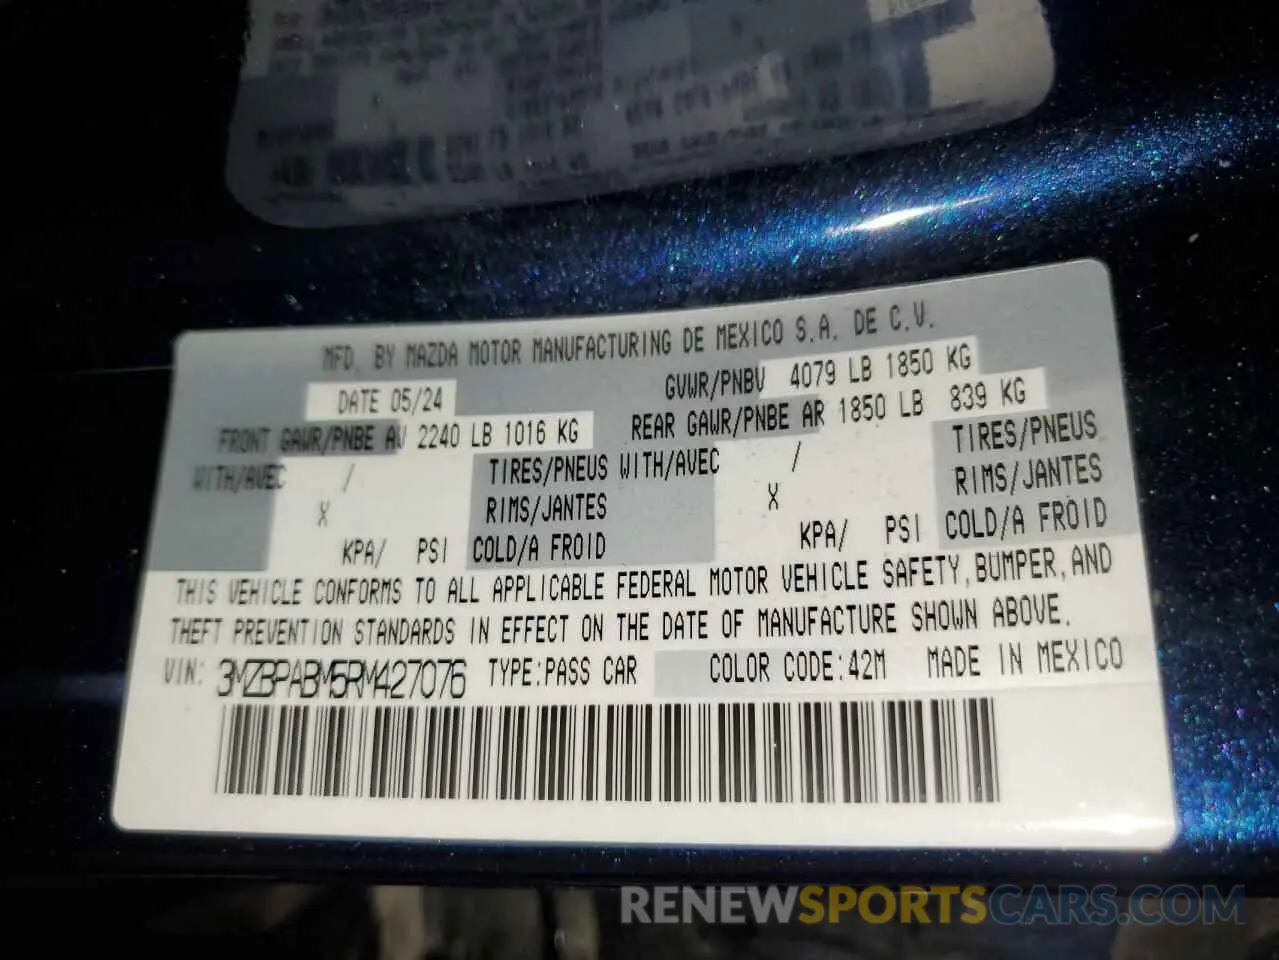 MFD. BY MAZDA MOTOR MANUFACTURING DE MEXICO S.A. DE C.V.
DATE 05/24 GVWR/PNBV 4079 LB 1850 KG
FRONT GAWR/PNBE AV 2240 LB 1016 KG REAR GAWR/PNBE AR 1850 LB 839 KG
WITH/AVEC / TIRES/PNEUS WITH/AVEC / TIRES/PNEUS
X RIMS/JANTES X RIMS/JANTES
KPA/ PSI COLD/A FROID KPA/ PSI COLD/A FROID
THIS VEHICLE CONFORMS TO ALL APPLICABLE FEDERAL MOTOR VEHICLE SAFETY, BUMPER, AND
THEFT PREVENTION STANDARDS IN EFFECT ON THE DATE OF MANUFACTURE SHOWN ABOVE.
VIN: 3MZBPABM5RM427076 TYPE:PASS CAR COLOR CODE:42M MADE IN MEXICO
RENEWSPORTSCARS.COM